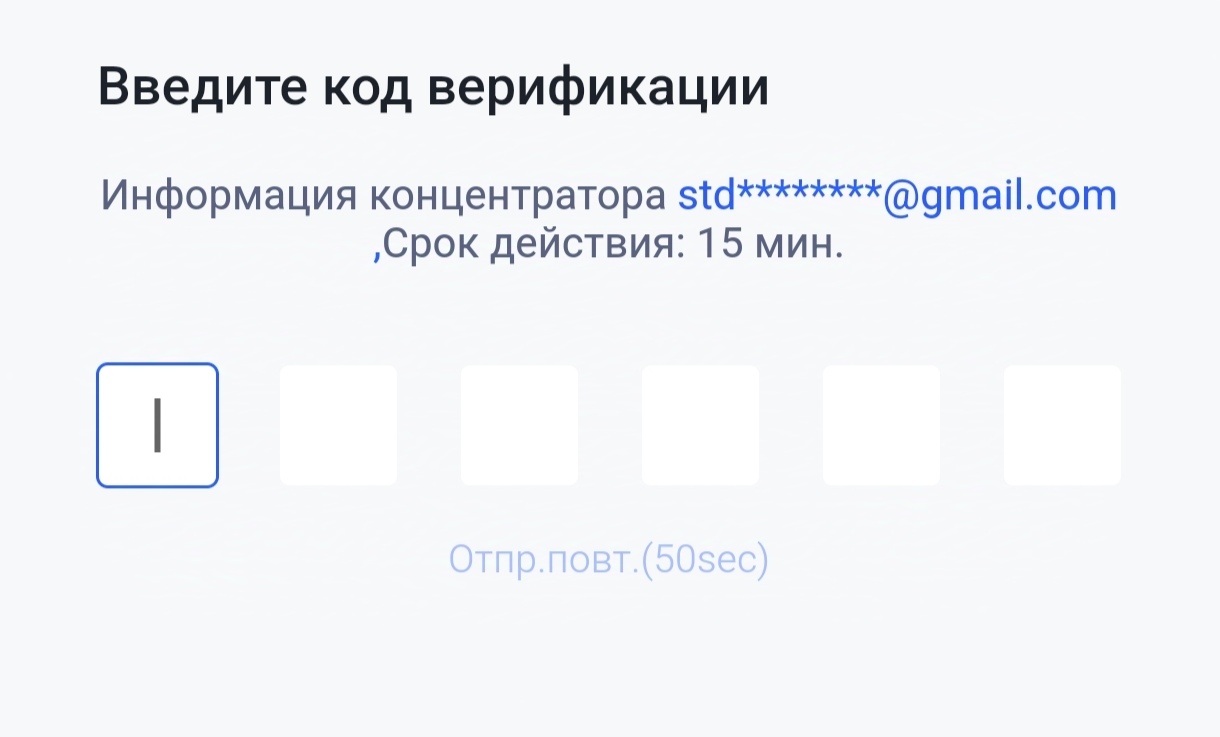 Введите код верификации
Информация концентратора std********@gmail.com
,Срок действия: 15 мин.
Отпр.повт.(50sec)